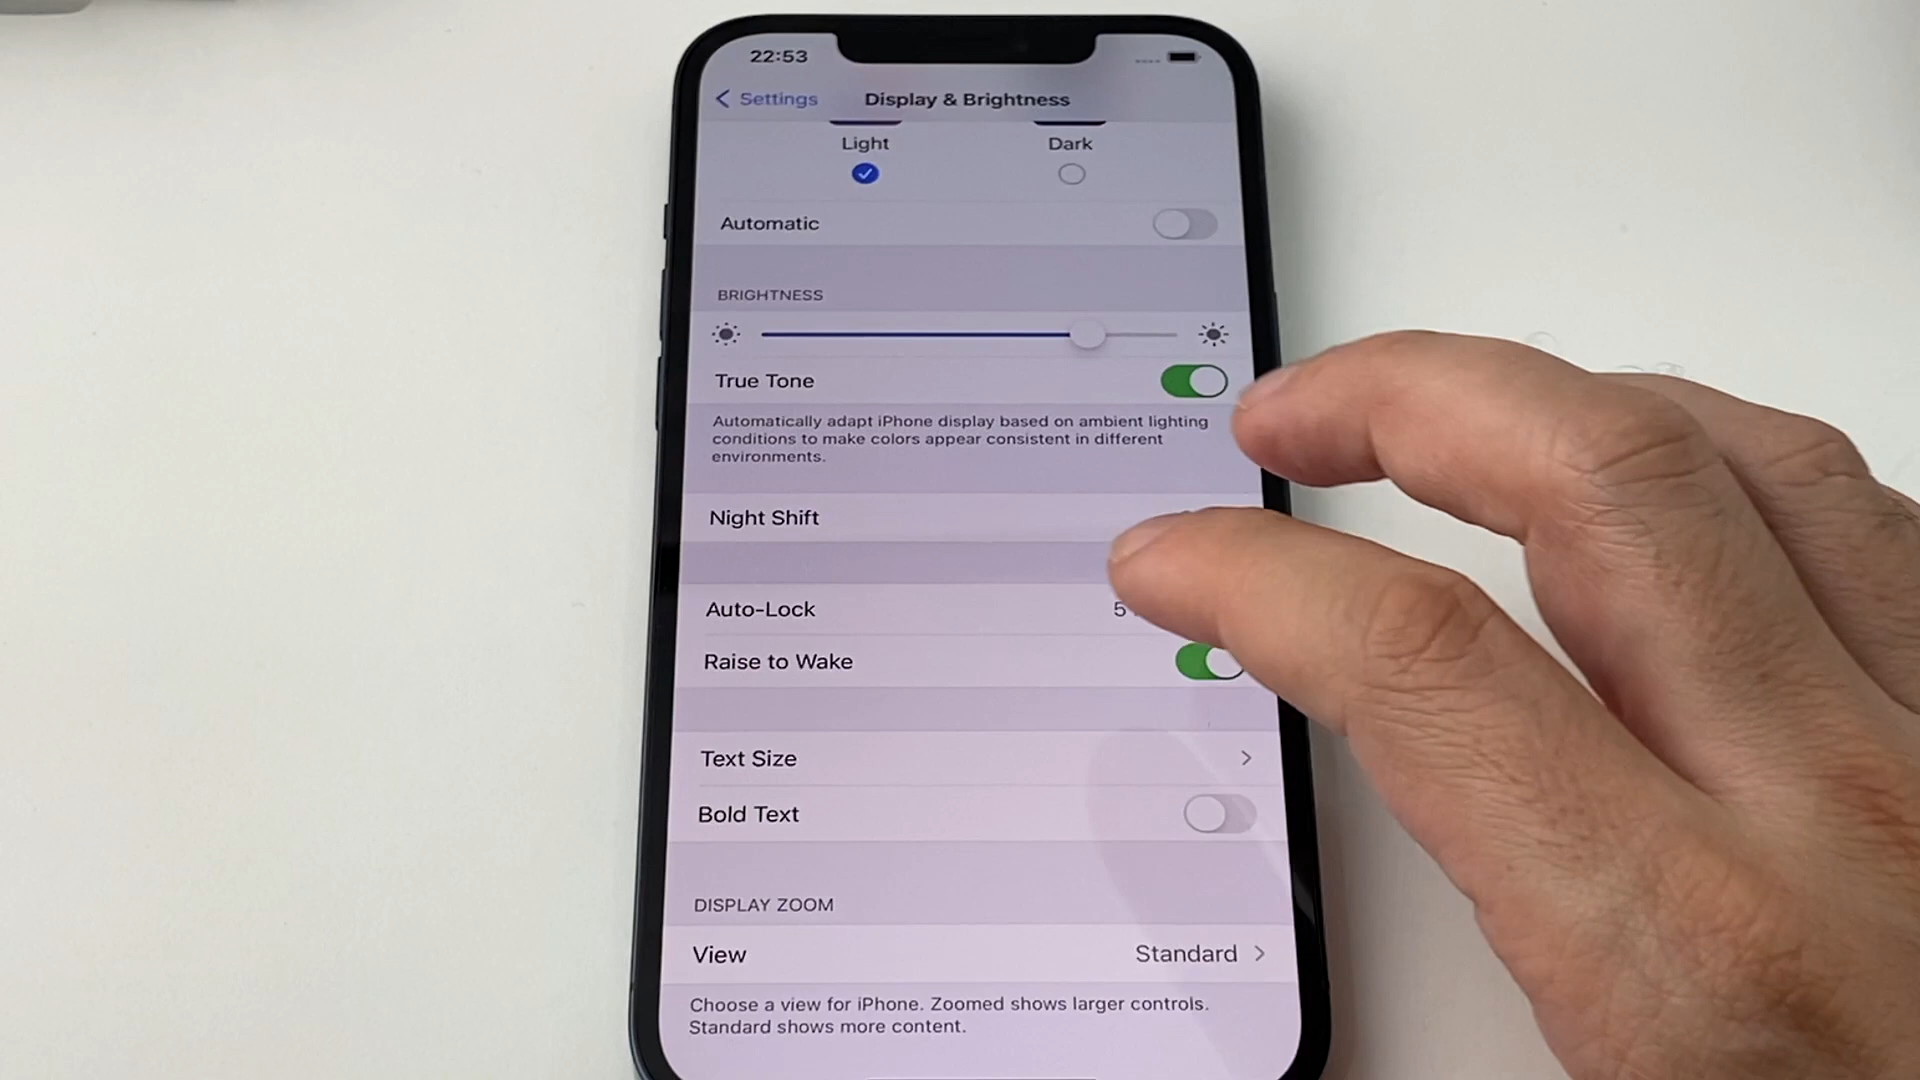 22:53
Settings
Display & Brightness
Light
Dark
Automatic
BRIGHTNESS
True Tone
Automatically adapt iPhone display based on ambient lighting
conditions to make colors appear consistent in different
environments.
Night Shift
Auto-Lock
5
Raise to Wake
Text Size
Bold Text
DISPLAY ZOOM
View
Standard
Choose a view for iPhone. Zoomed shows larger controls.
Standard shows more content.